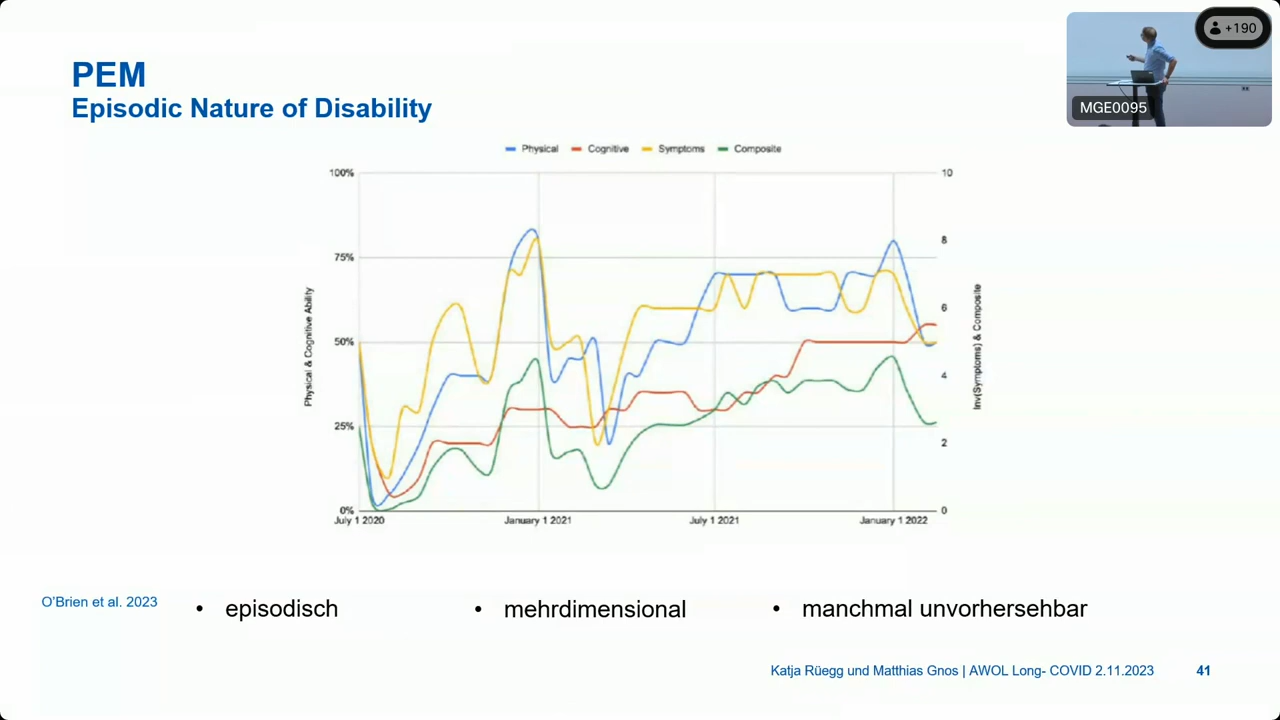 +190
MGE0095
PEM
Episodic Nature of Disability
Physical Cognitive Symptoms Composite
100%
75%
50%
25%
0%
10
8
6
4
2
0
Physical & Cognitive Ability
Inv(Symptoms) & Composite
July 1 2020 January 1 2021 July 1 2021 January 1 2022
O'Brien et al. 2023
• episodisch • mehrdimensional • manchmal unvorhersehbar
Katja Rüegg und Matthias Gnos | AWOL Long- COVID 2.11.2023 41